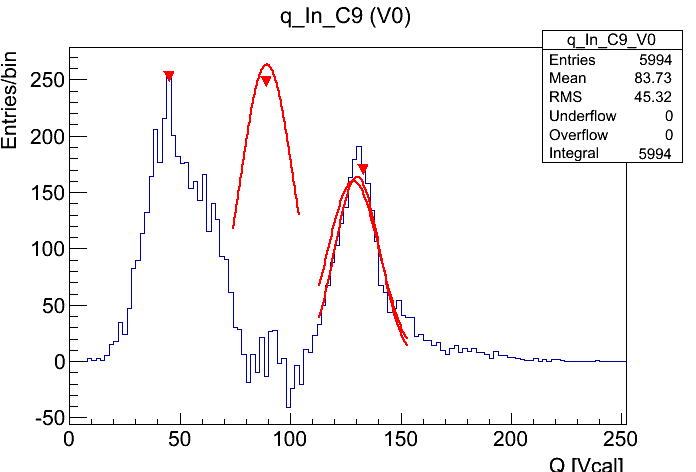 q_In_C9 (V0)
q_In_C9_V0
Entries 5994
Mean 83.73
RMS 45.32
Underflow 0
Overflow 0
Integral 5994
Entries/bin
250
200
150
100
50
0
-50
0 50 100 150 200 250
Q [Vcal]